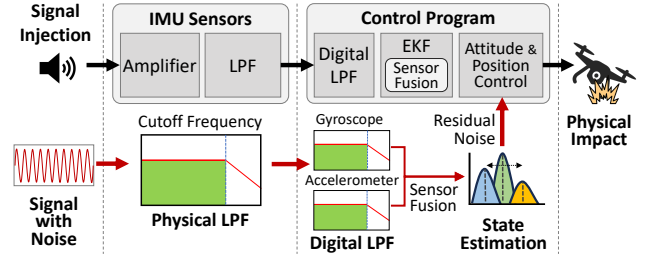 Signal
Injection
IMU Sensors
Amplifier
LPF
Control Program
Digital
LPF
EKF
Sensor
Fusion
Attitude &
Position
Control
Physical
Impact
Signal
with
Noise
Cutoff Frequency
Physical LPF
Gyroscope
Accelerometer
Digital LPF
Sensor
Fusion
Residual
Noise
State
Estimation